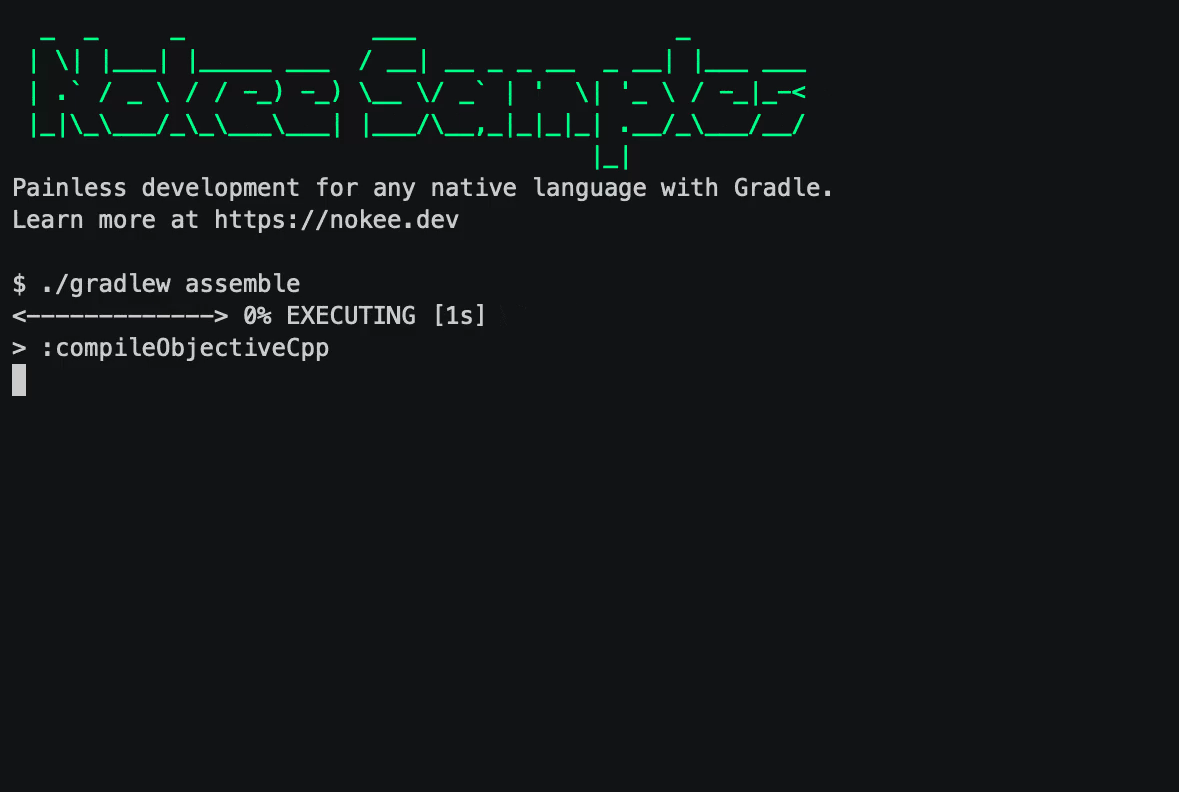 Nokee Samples
Painless development for any native language with Gradle.
Learn more at https://nokee.dev
$ ./gradlew assemble
<-------------> 0% EXECUTING [1s]
> :compileObjectiveCpp